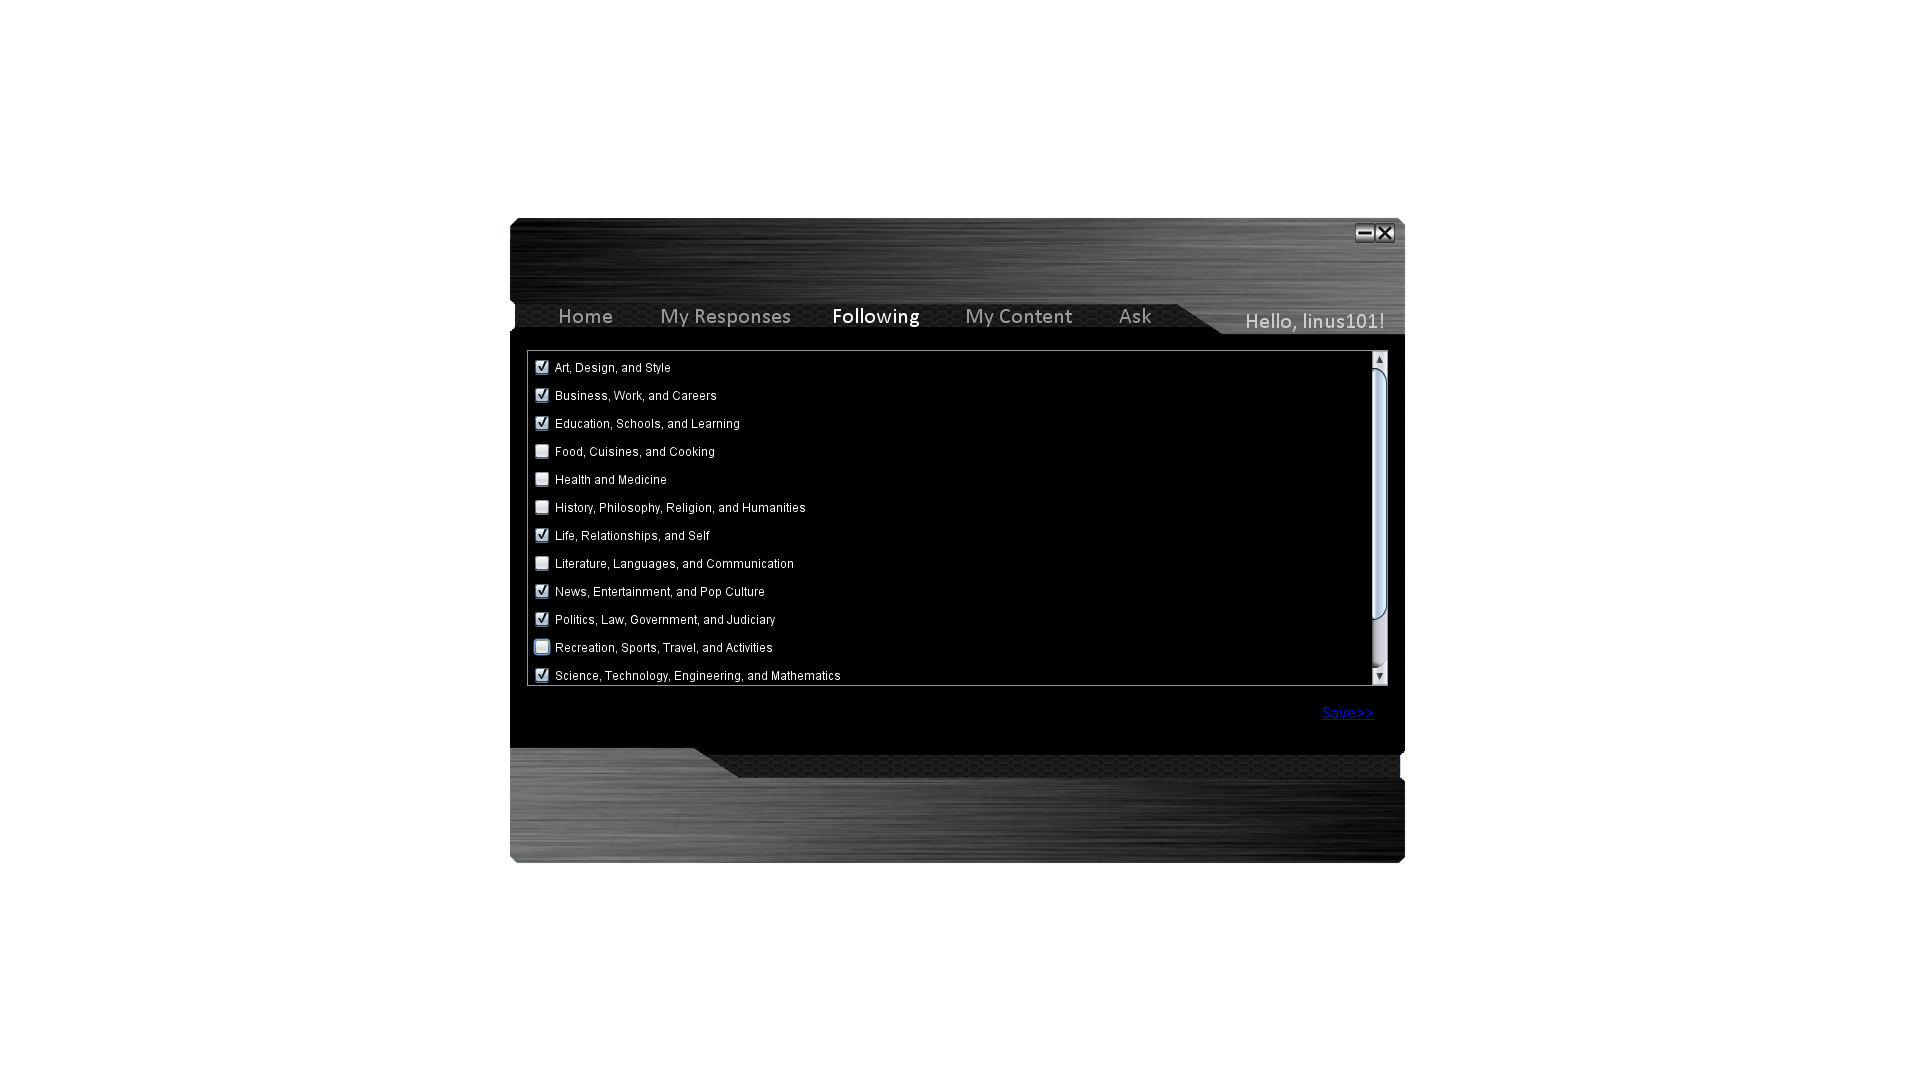 Home My Responses Following My Content Ask Hello, linus101!
Art, Design, and Style
Business, Work, and Careers
Education, Schools, and Learning
Food, Cuisines, and Cooking
Health and Medicine
History, Philosophy, Religion, and Humanities
Life, Relationships, and Self
Literature, Languages, and Communication
News, Entertainment, and Pop Culture
Politics, Law, Government, and Judiciary
Recreation, Sports, Travel, and Activities
Science, Technology, Engineering, and Mathematics
Save>>